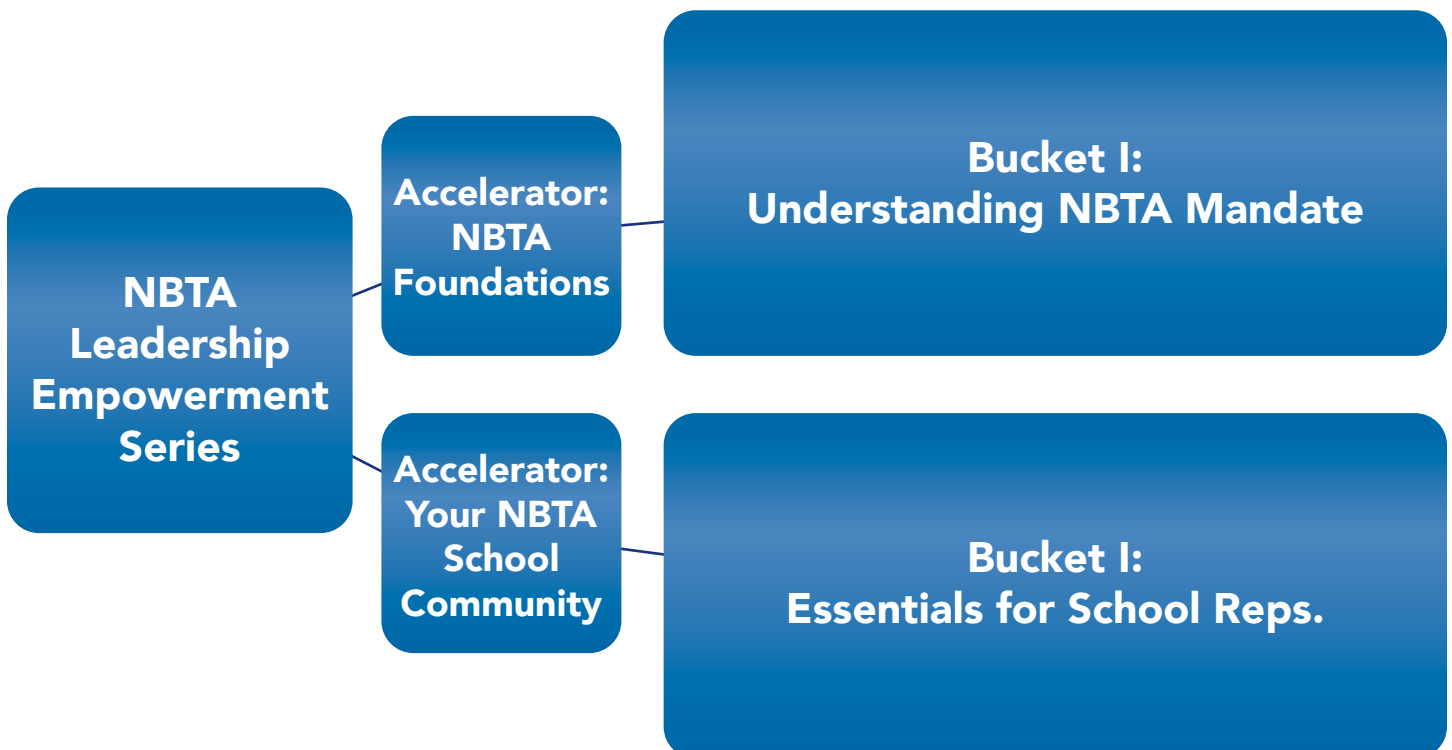 NBTA
Leadership
Empowerment
Series
Accelerator:
NBTA
Foundations
Bucket I:
Understanding NBTA Mandate
Accelerator:
Your NBTA
School
Community
Bucket I:
Essentials for School Reps.